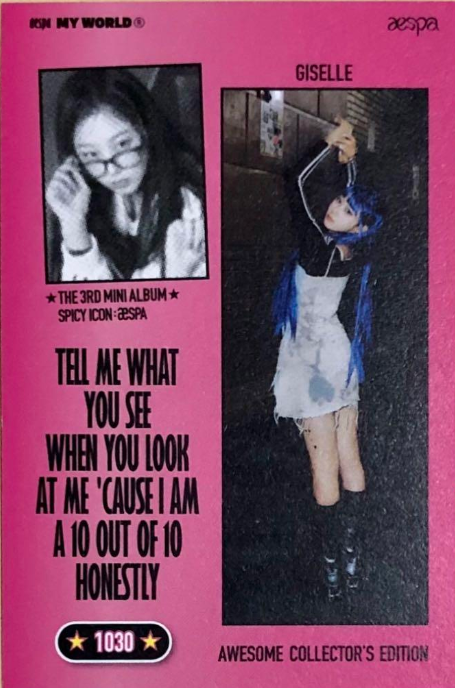 MY WORLD®
aespa
GISELLE
★THE 3RD MINI ALBUM★
SPICY ICON:æSPA
TELL ME WHAT
YOU SEE
WHEN YOU LOOK
AT ME 'CAUSE I AM
A 10 OUT OF 10
HONESTLY
★ 1030 ★
AWESOME COLLECTOR'S EDITION